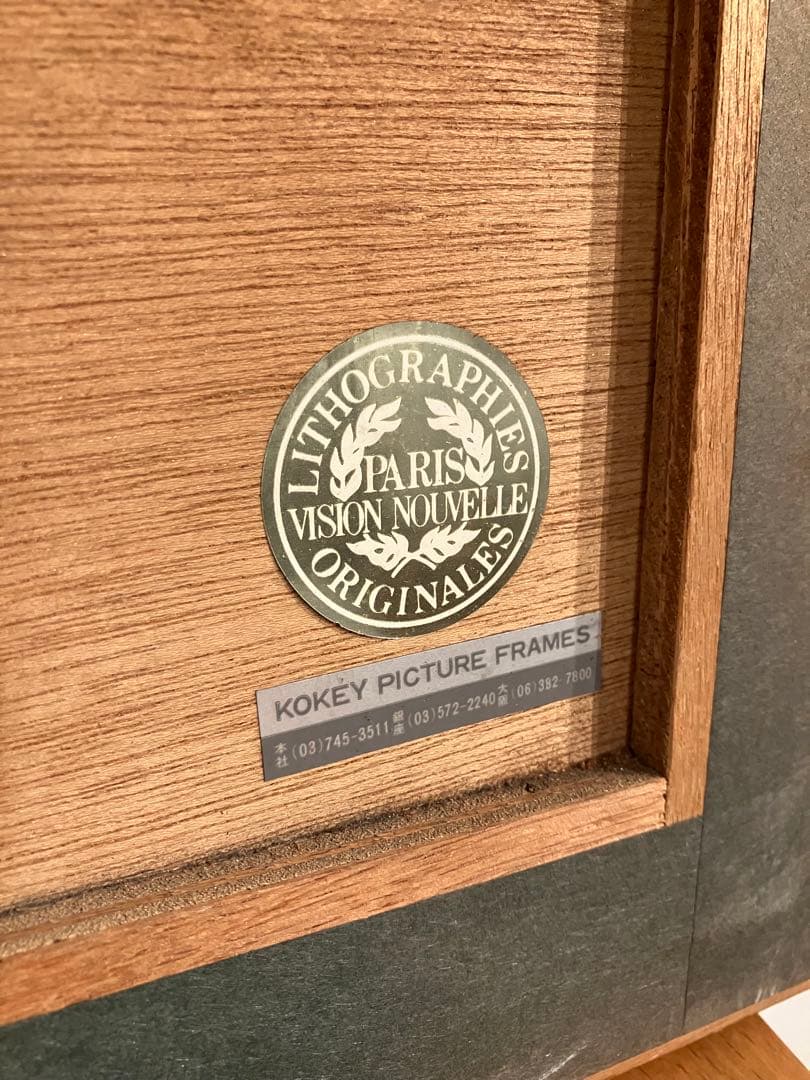 LITHOGRAPHIES
PARIS
VISION NOUVELLE
ORIGINALES
KOKEY PICTURE FRAMES
本社 (03)745-3511 銀座 (03)572-2240 大阪 (06)392-7800